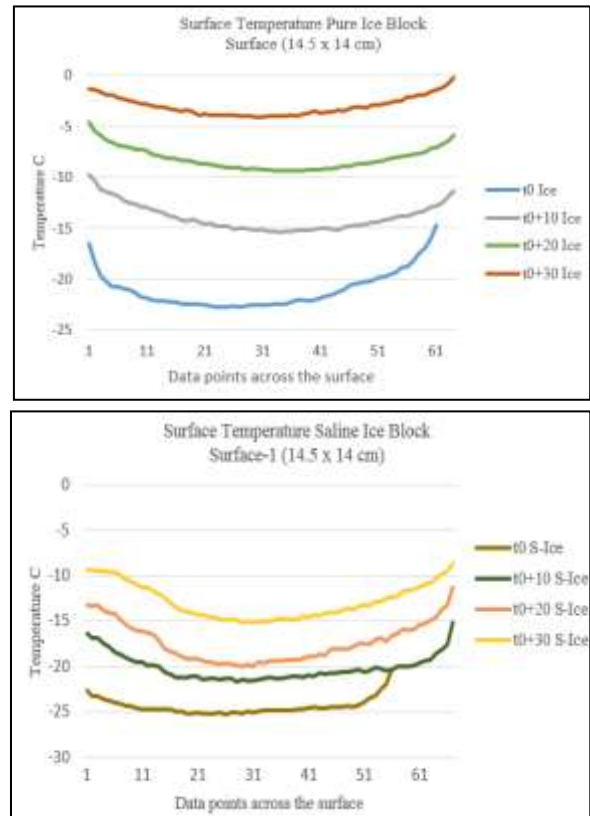 Surface Temperature Pure Ice Block
Surface (14.5 x 14 cm)
0
-5
-10
-15
-20
-25
Temperature C
1 11 21 31 41 51 61
Data points across the surface
t0 Ice
t0+10 Ice
t0+20 Ice
t0+30 Ice
Surface Temperature Saline Ice Block
Surface-1 (14.5 x 14 cm)
0
-5
-10
-15
-20
-25
-30
Temperature C
1 11 21 31 41 51 61
Data points across the surface
t0 S-Ice
t0+10 S-Ice
t0+20 S-Ice
t0+30 S-Ice